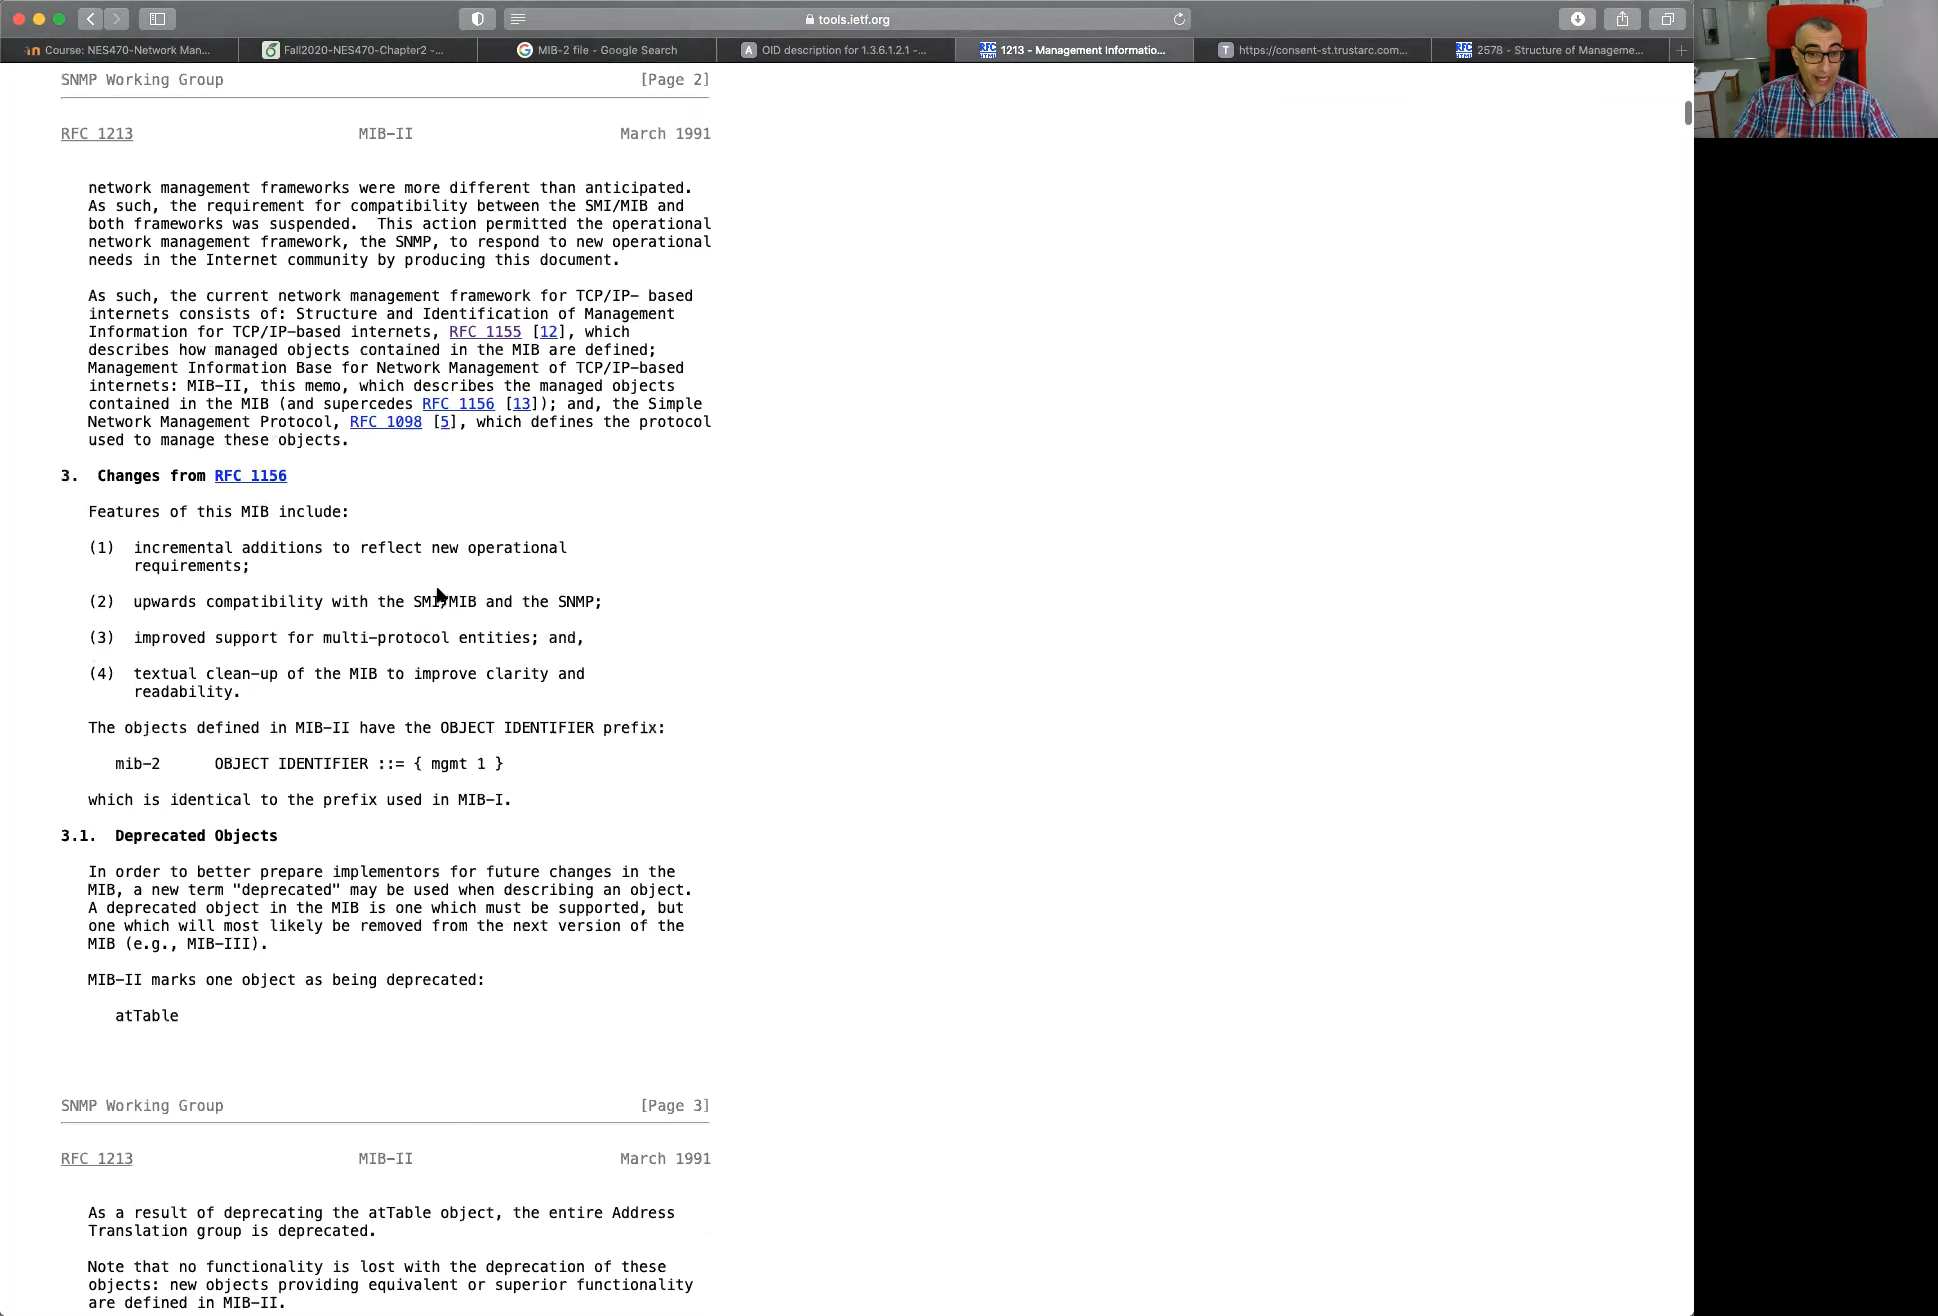 tools.ietf.org
Course: NES470-Network Man...
Fall2020-NES470-Chapter2 -...
MIB-2 file - Google Search
OID description for 1.3.6.1.2.1 -...
1213 - Management Informatio...
https://consent-st.trustarc.com...
2578 - Structure of Manageme...
SNMP Working Group [Page 2]
RFC 1213 MIB-II March 1991
network management frameworks were more different than anticipated.
As such, the requirement for compatibility between the SMI/MIB and
both frameworks was suspended. This action permitted the operational
network management framework, the SNMP, to respond to new operational
needs in the Internet community by producing this document.
As such, the current network management framework for TCP/IP- based
internets consists of: Structure and Identification of Management
Information for TCP/IP-based internets, RFC 1155 [12], which
describes how managed objects contained in the MIB are defined;
Management Information Base for Network Management of TCP/IP-based
internets: MIB-II, this memo, which describes the managed objects
contained in the MIB (and supercedes RFC 1156 [13]); and, the Simple
Network Management Protocol, RFC 1098 [5], which defines the protocol
used to manage these objects.
3. Changes from RFC 1156
Features of this MIB include:
(1) incremental additions to reflect new operational
requirements;
(2) upwards compatibility with the SMI/MIB and the SNMP;
(3) improved support for multi-protocol entities; and,
(4) textual clean-up of the MIB to improve clarity and
readability.
The objects defined in MIB-II have the OBJECT IDENTIFIER prefix:
mib-2 OBJECT IDENTIFIER ::= { mgmt 1 }
which is identical to the prefix used in MIB-I.
3.1. Deprecated Objects
In order to better prepare implementors for future changes in the
MIB, a new term "deprecated" may be used when describing an object.
A deprecated object in the MIB is one which must be supported, but
one which will most likely be removed from the next version of the
MIB (e.g., MIB-III).
MIB-II marks one object as being deprecated:
atTable
SNMP Working Group [Page 3]
RFC 1213 MIB-II March 1991
As a result of deprecating the atTable object, the entire Address
Translation group is deprecated.
Note that no functionality is lost with the deprecation of these
objects: new objects providing equivalent or superior functionality
are defined in MIB-II.